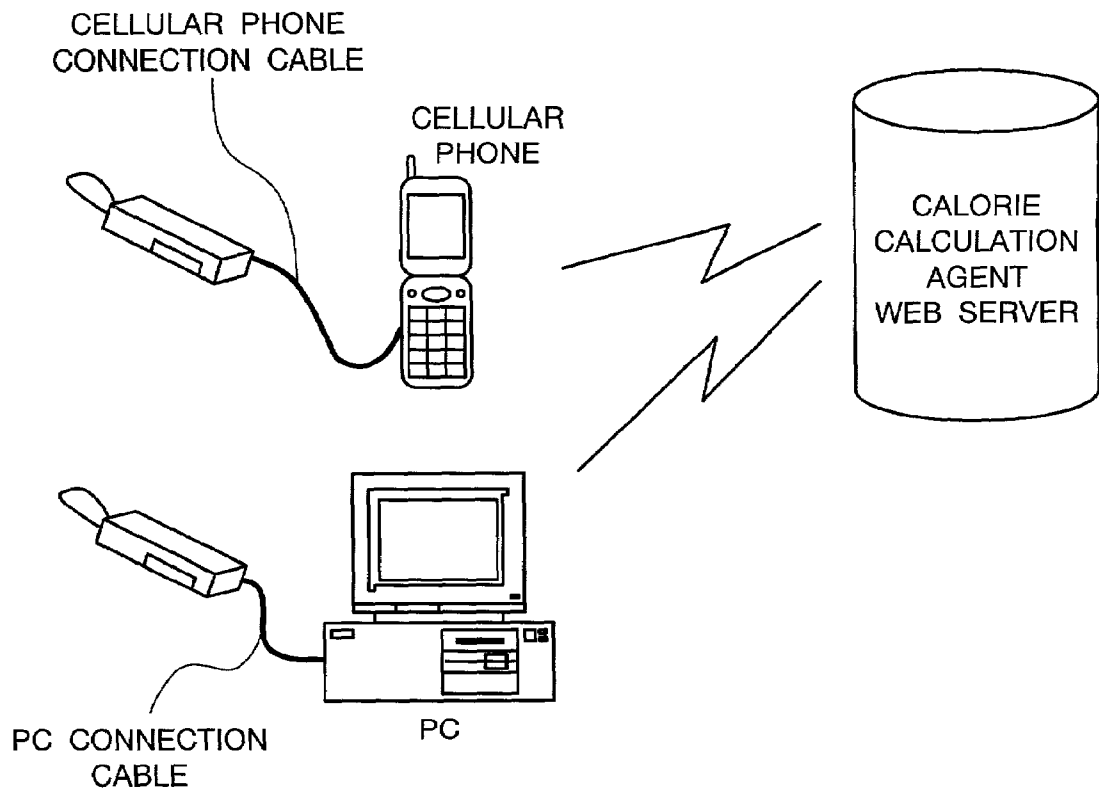 CELLULAR PHONE
CONNECTION CABLE
CELLULAR
PHONE
CALORIE
CALCULATION
AGENT
WEB SERVER
PC
PC CONNECTION
CABLE